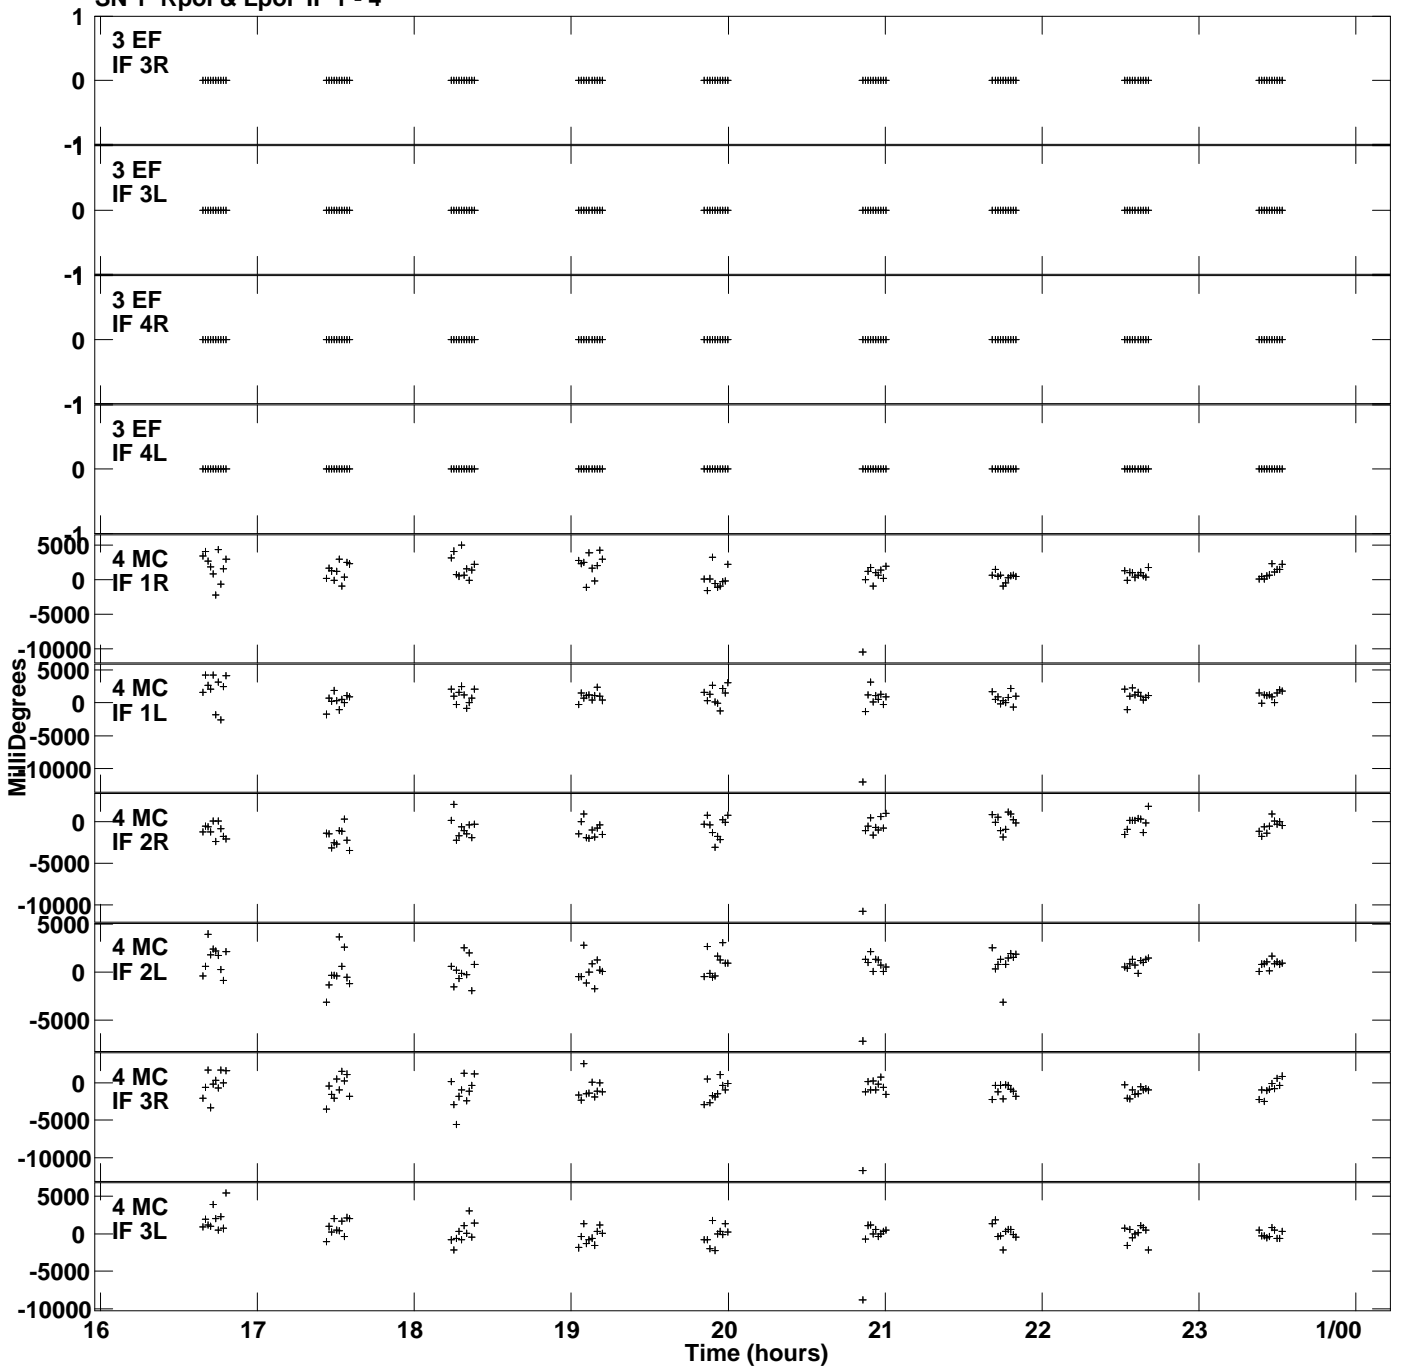 SN 1 Rpol & Lpol IF 1 - 4
1
3 EF
IF 3R
0
-1
3 EF
IF 3L
0
-1
3 EF
IF 4R
0
-1
3 EF
IF 4L
0
-1
5000
4 MC
IF 1R
0
-5000
-10000
5000
4 MC
IF 1L
0
-5000
-10000
4 MC
IF 2R
0
-5000
-10000
5000
4 MC
IF 2L
0
-5000
4 MC
IF 3R
0
-5000
-10000
5000
4 MC
IF 3L
0
-5000
-10000
MilliDegrees
16 17 18 19 20 21 22 23 1/00
Time (hours)